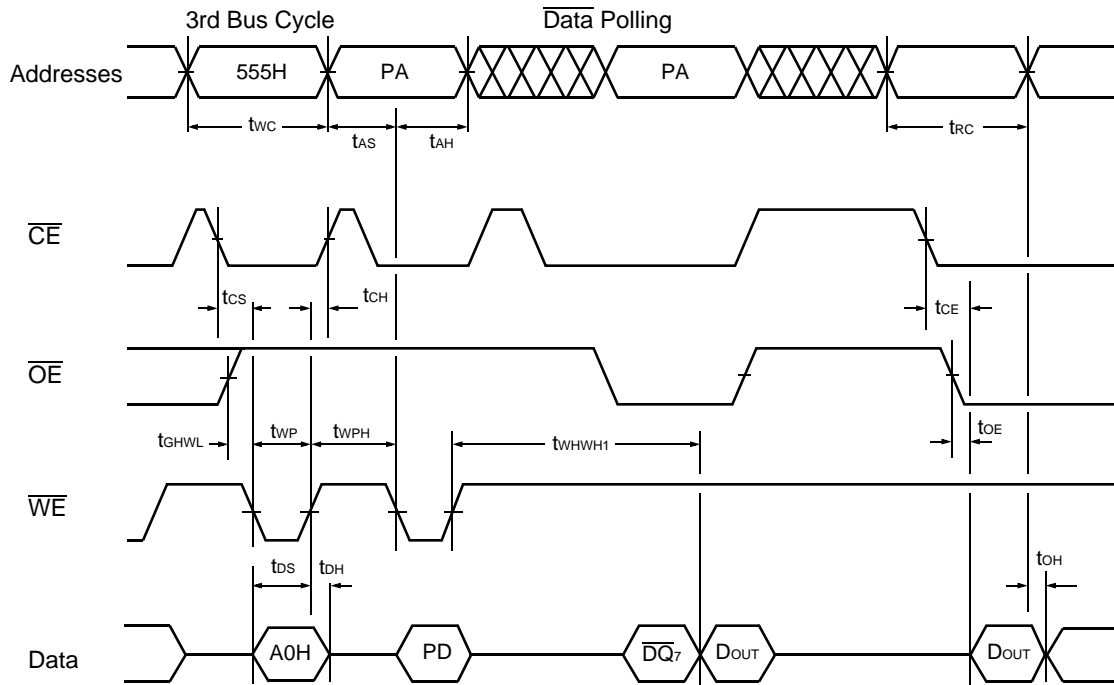 3rd Bus Cycle Data Polling
Addresses 555H PA PA
tWC tAS tAH tRC
CE
tCS tCH tCE
OE
tGHWL tWP tWPH tWHWH1 tOE
WE
tDS tDH tOH
Data A0H PD DQ7 DOUT DOUT